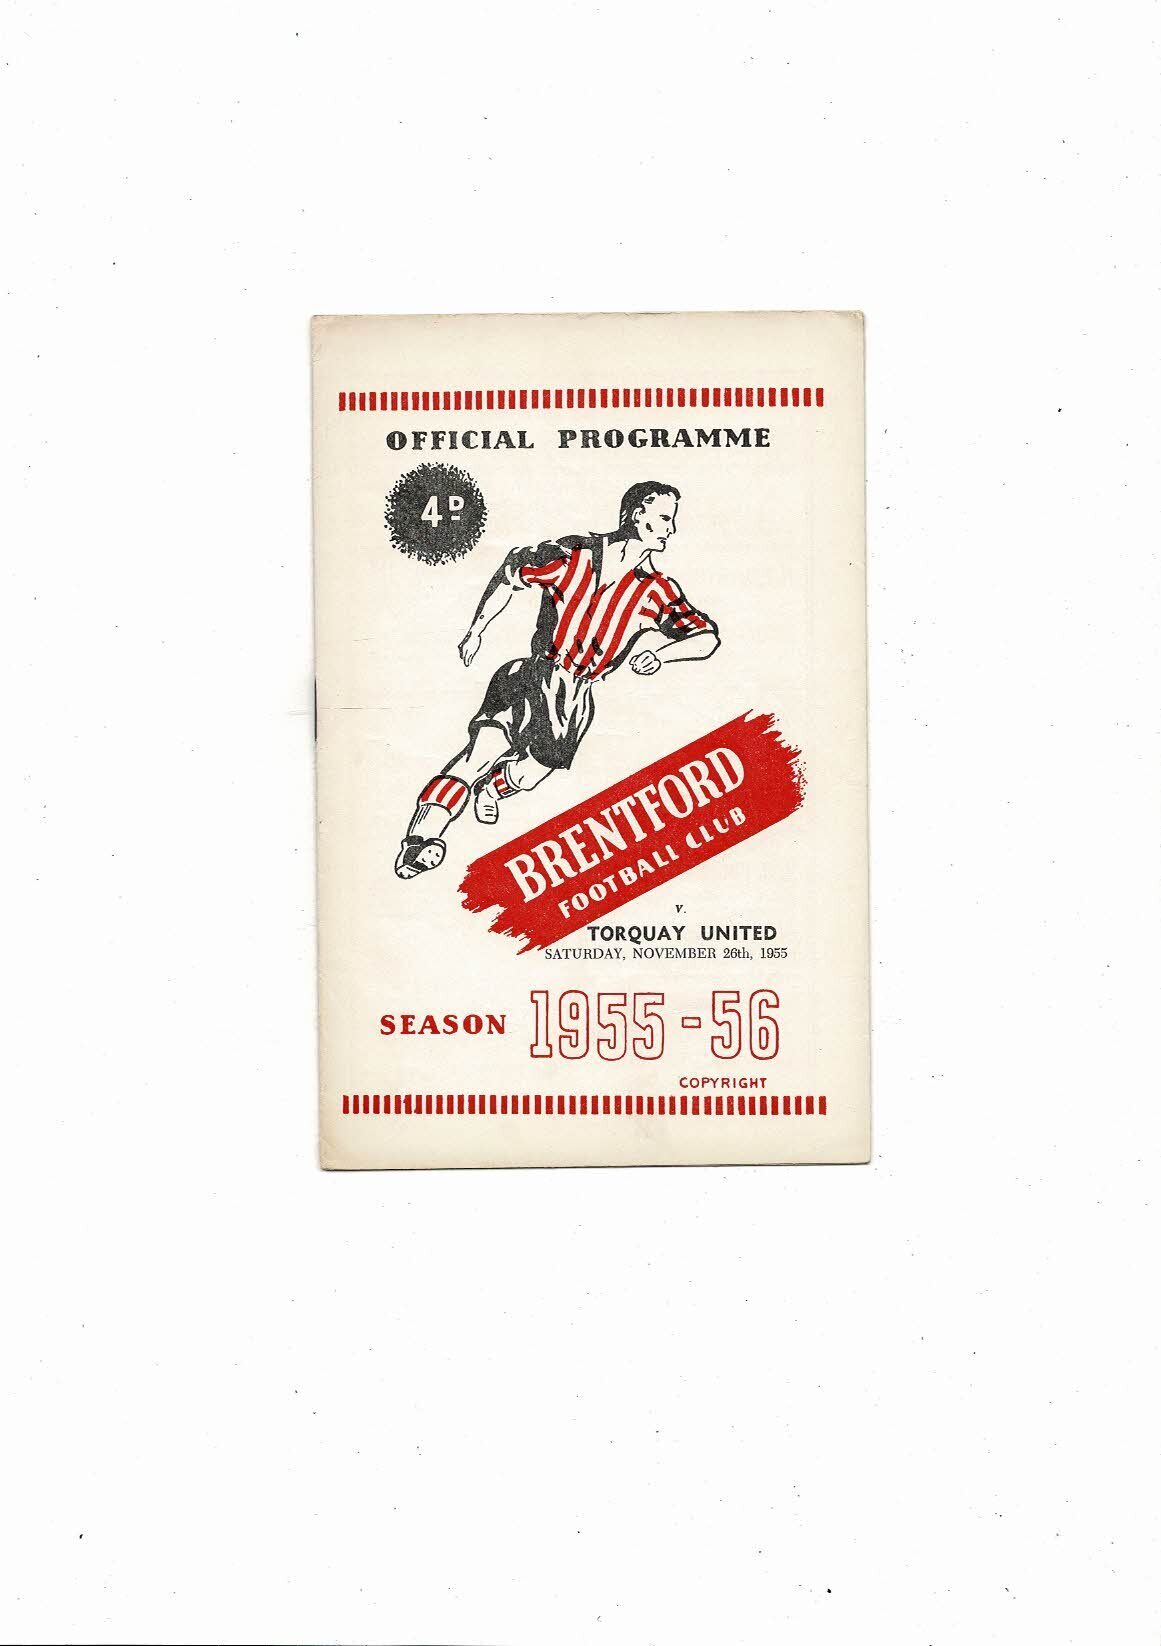 OFFICIAL PROGRAMME
4D
BRENTFORD
FOOTBALL CLUB
v.
TORQUAY UNITED
SATURDAY, NOVEMBER 26th, 1955
SEASON 1955-56
COPYRIGHT